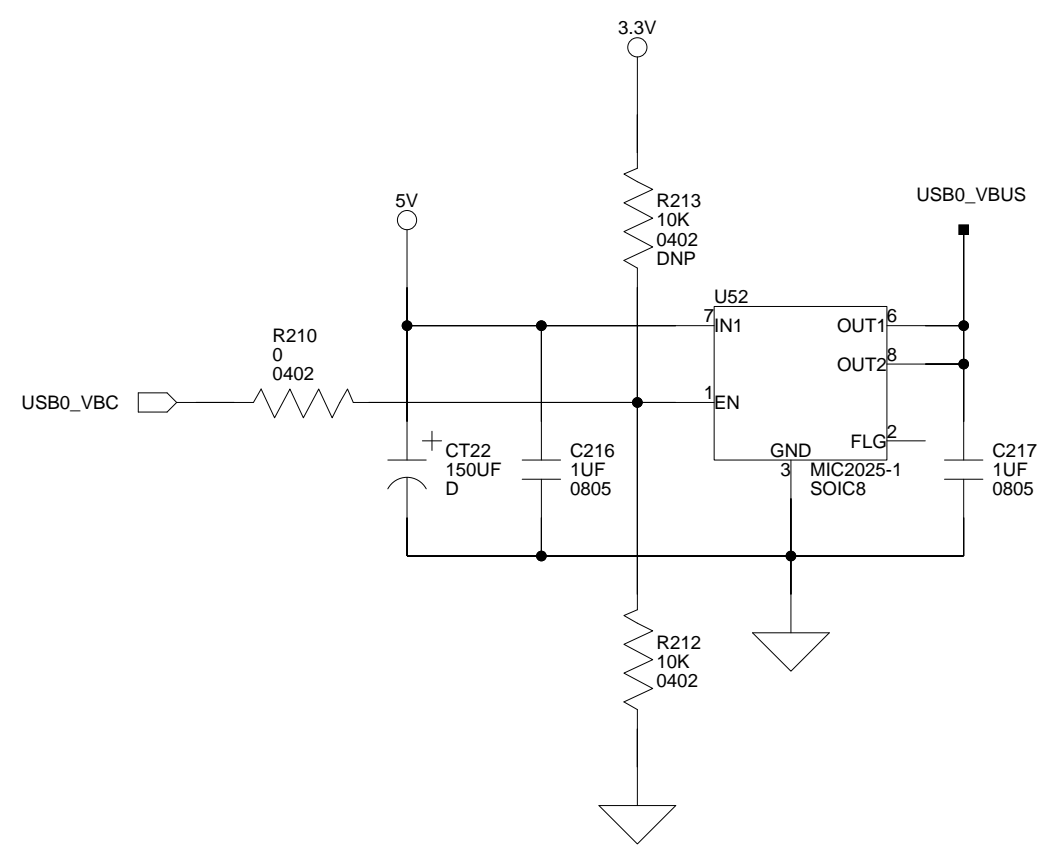 3.3V
R213
10K
0402
DNP
5V
USB0_VBUS
U52
7
IN1
OUT1
6
R210
0
0402
OUT2
8
USB0_VBC
1
EN
FLG
2
GND
3
MIC2025-1
SOIC8
+
CT22
150UF
D
C216
1UF
0805
C217
1UF
0805
R212
10K
0402